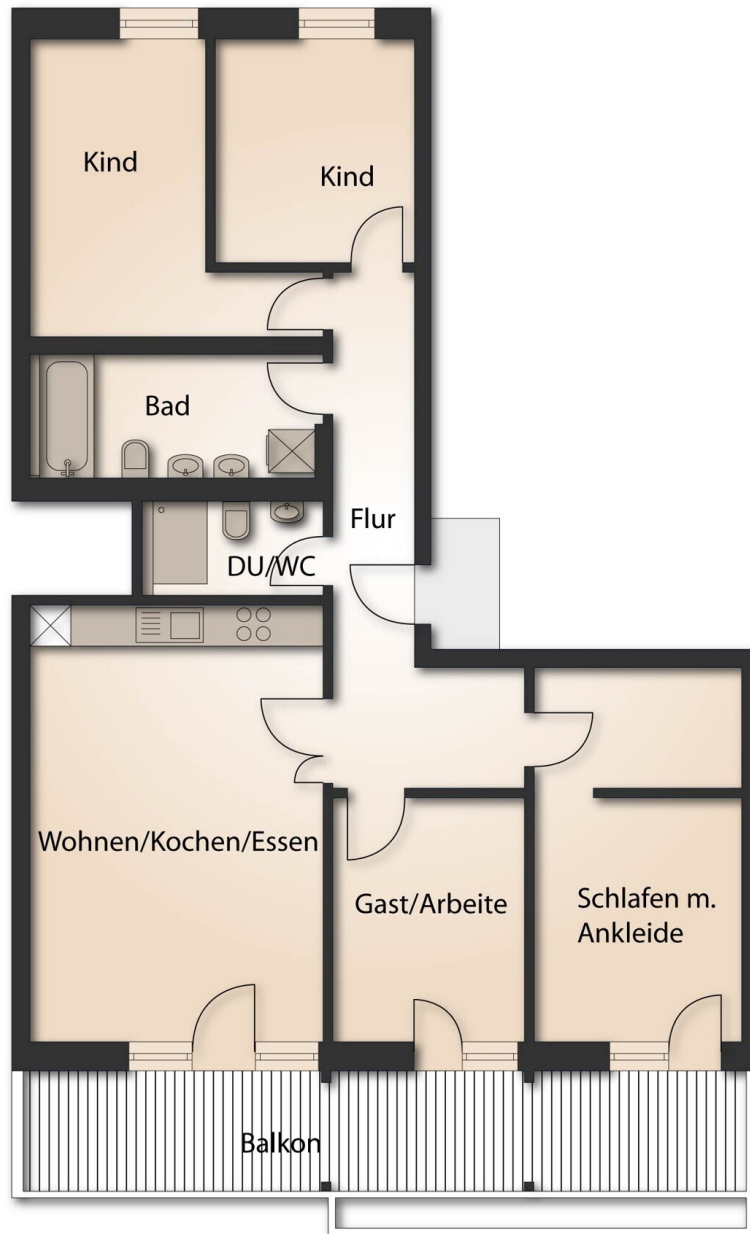 Kind
Kind
Bad
Flur
DU/WC
Wohnen/Kochen/Essen
Gast/Arbeite
Schlafen m.
Ankleide
Balkon